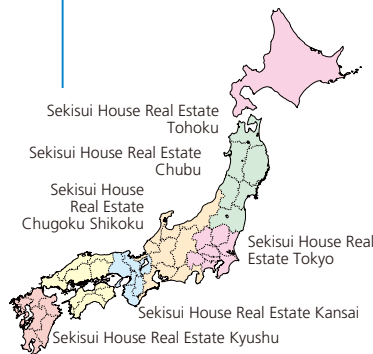 Sekisui House Real Estate
Tohoku
Sekisui House Real Estate
Chubu
Sekisui House
Real Estate
Chugoku Shikoku
Sekisui House Real
Estate Tokyo
Sekisui House Real Estate Kansai
Sekisui House Real Estate Kyushu